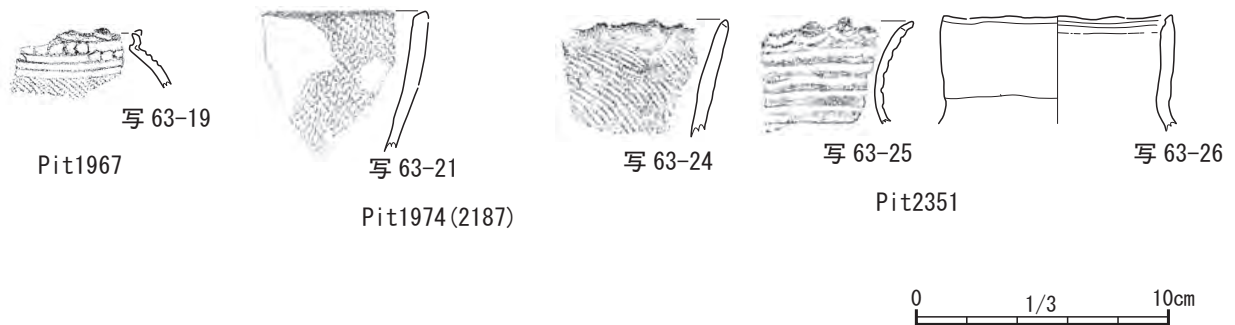 写 63-19
Pit1967
写 63-21
Pit1974(2187)
写 63-24
写 63-25
写 63-26
Pit2351
0 1/3 10cm